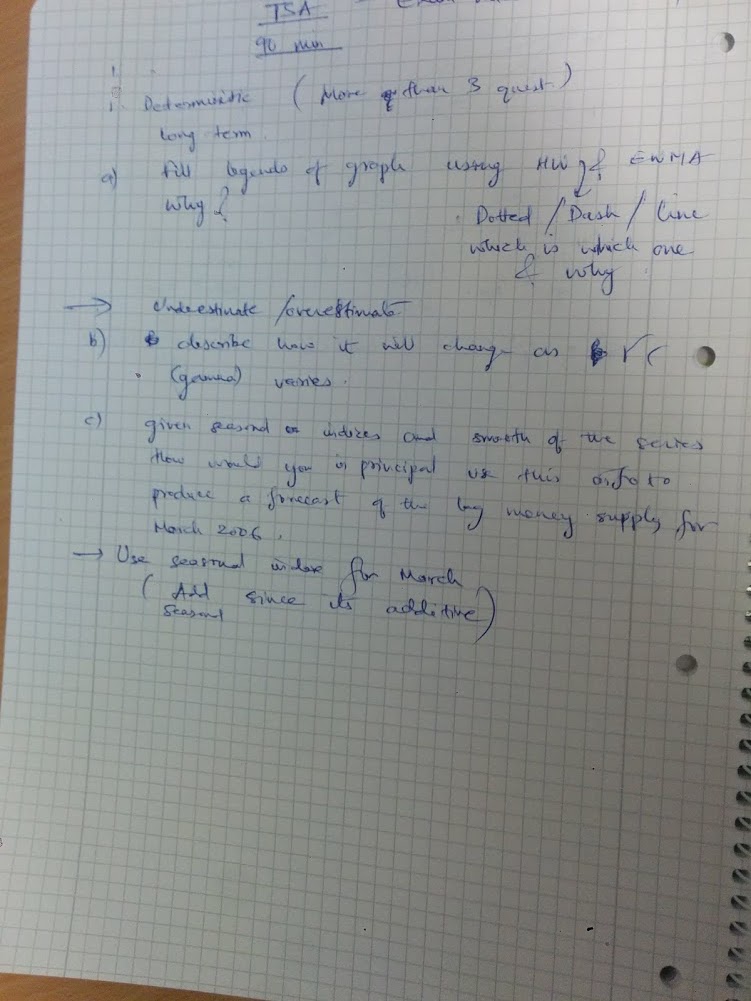 TSA - Exam
90 min
Deterministic ( More than 3 quest. )
long term.
a) fill legends of graph using HW & EWMA
why?
Dotted / Dash / line
which is which one
& why.
→ Underestimate / overestimate
b) describe how it will change as r
(gamma) varies.
c) given seasonal indizes and smooth of the series
How would you in principal use this info to
produce a forecast of the log money supply for
March 2006.
→ Use seasonal index for March
( Add since its additive )
seasonal